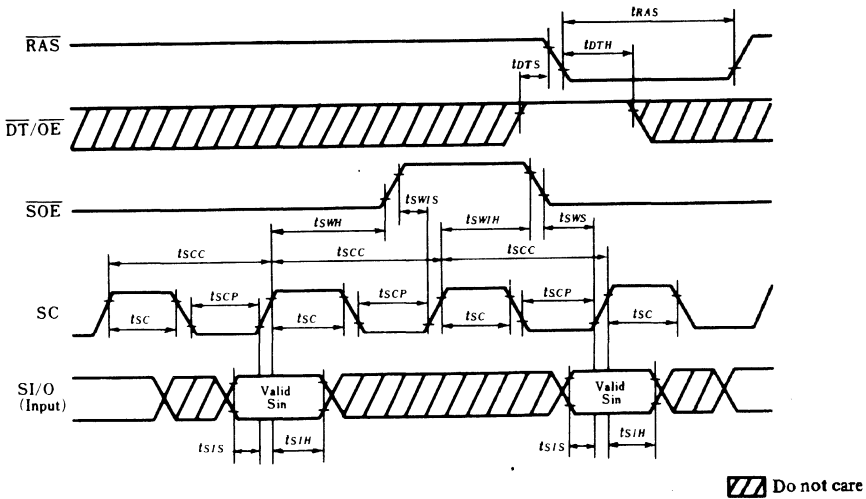 tRAS
RAS
tDTS
tDTH
DT/OE
SOE
tSWIS
tSWH
tSWIH
tSWS
tSCC
tSCC
tSCC
SC
tSCP
tSCP
tSCP
tSC
tSC
tSC
tSC
SI/O
(Input)
Valid
Sin
Valid
Sin
tSIS
tSIH
tSIS
tSIH
Do not care